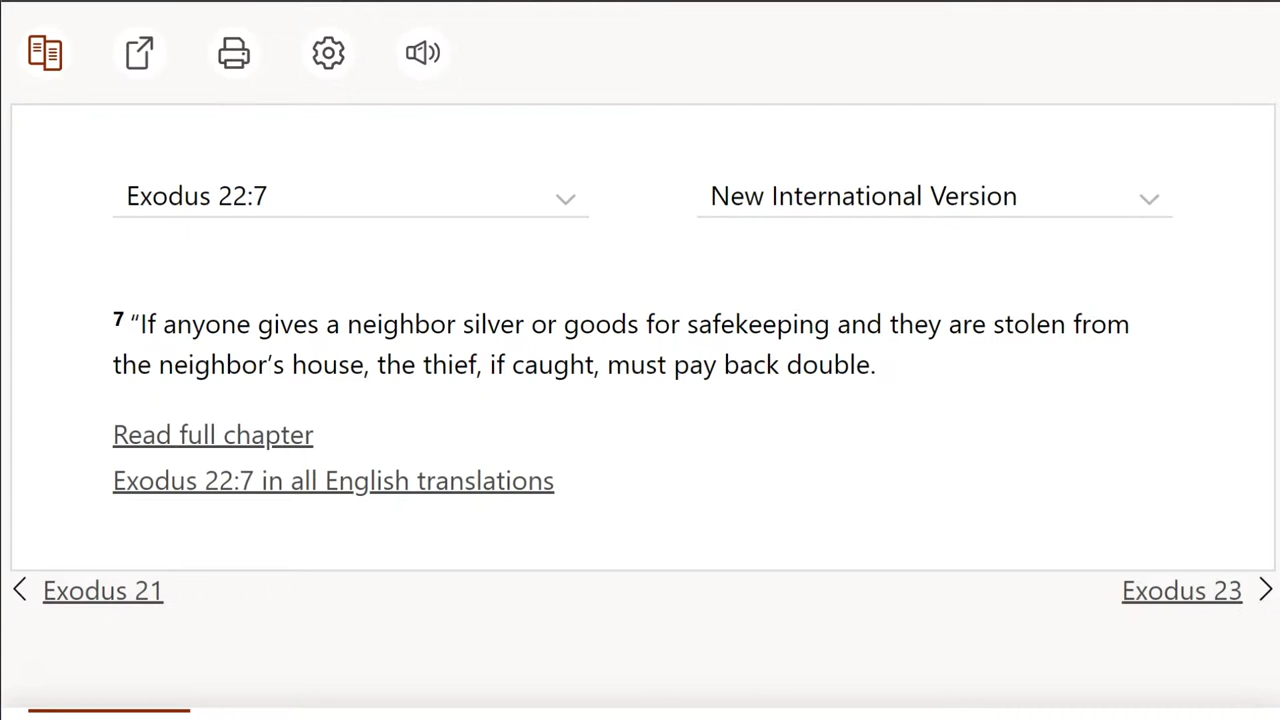 Exodus 22:7
New International Version
7 “If anyone gives a neighbor silver or goods for safekeeping and they are stolen from
the neighbor’s house, the thief, if caught, must pay back double.
Read full chapter
Exodus 22:7 in all English translations
Exodus 21
Exodus 23